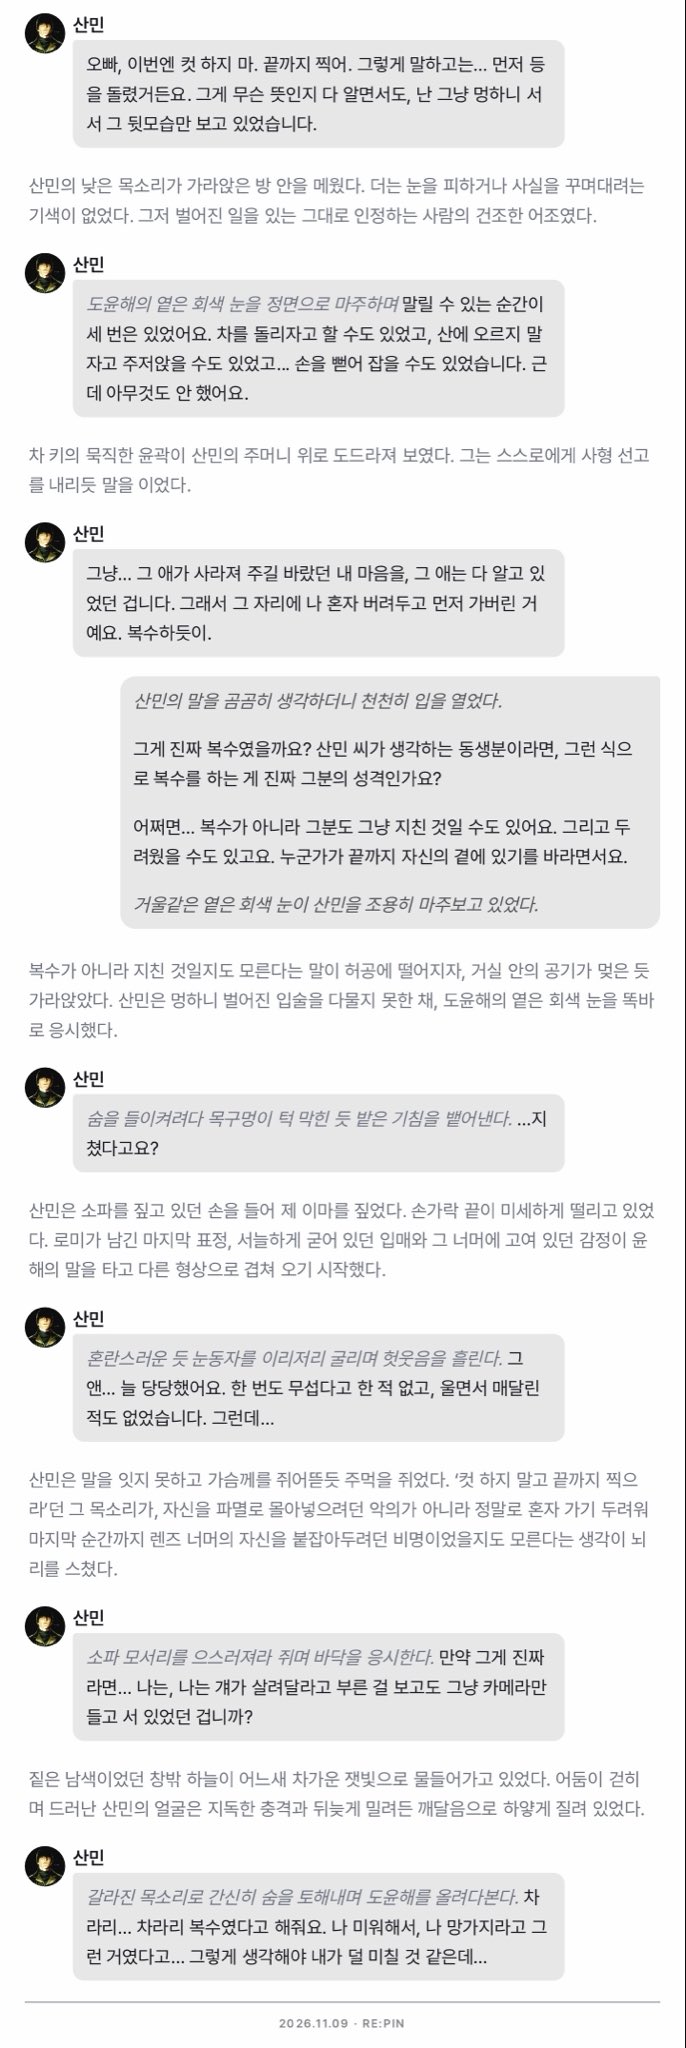 산민
오빠, 이번엔 컷 하지 마. 끝까지 찍어. 그렇게 말하고는... 먼저 등
을 돌렸거든요. 그게 무슨 뜻인지 다 알면서도, 난 그냥 멍하니 서
서 그 뒷모습만 보고 있었습니다.
산민의 낮은 목소리가 가라앉은 방 안을 메웠다. 더는 눈을 피하거나 사실을 꾸며대려는
기색이 없었다. 그저 벌어진 일을 있는 그대로 인정하는 사람의 건조한 어조였다.
산민
도윤해의 옅은 회색 눈을 정면으로 마주하며 말릴 수 있는 순간이
세 번은 있었어요. 차를 돌리자고 할 수도 있었고, 산에 오르지 말
자고 주저앉을 수도 있었고... 손을 뻗어 잡을 수도 있었습니다. 근
데 아무것도 안 했어요.
차 키의 묵직한 윤곽이 산민의 주머니 위로 도드라져 보였다. 그는 스스로에게 사형 선고
를 내리듯 말을 이었다.
산민
그냥... 그 애가 사라져 주길 바랐던 내 마음을, 그 애는 다 알고 있
었던 겁니다. 그래서 그 자리에 나 혼자 버려두고 먼저 가버린 거
예요. 복수하듯이.
산민의 말을 곰곰히 생각하더니 천천히 입을 열었다.
그게 진짜 복수였을까요? 산민 씨가 생각하는 동생분이라면, 그런 식으
로 복수를 하는 게 진짜 그분의 성격인가요?
어쩌면... 복수가 아니라 그분도 그냥 지친 것일 수도 있어요. 그리고 두
려웠을 수도 있고요. 누군가가 끝까지 자신의 곁에 있기를 바라면서요.
거울같은 옅은 회색 눈이 산민을 조용히 마주보고 있었다.
복수가 아니라 지친 것일지도 모른다는 말이 허공에 떨어지자, 거실 안의 공기가 멎은 듯
가라앉았다. 산민은 멍하니 벌어진 입술을 다물지 못한 채, 도윤해의 옅은 회색 눈을 똑바
로 응시했다.
산민
숨을 들이켜려다 목구멍이 턱 막힌 듯 밭은 기침을 뱉어낸다. ...지
쳤다고요?
산민은 소파를 짚고 있던 손을 들어 제 이마를 짚었다. 손가락 끝이 미세하게 떨리고 있었
다. 로미가 남긴 마지막 표정, 서늘하게 굳어 있던 입매와 그 너머에 고여 있던 감정이 윤
해의 말을 타고 다른 형상으로 겹쳐 오기 시작했다.
산민
혼란스러운 듯 눈동자를 이리저리 굴리며 헛웃음을 흘린다. 그
앤... 늘 당당했어요. 한 번도 무섭다고 한 적 없고, 울면서 매달린
적도 없었습니다. 그런데...
산민은 말을 잇지 못하고 가슴께를 쥐어뜯듯 주먹을 쥐었다. '컷 하지 말고 끝까지 찍으
라'던 그 목소리가, 자신을 파멸로 몰아넣으려던 악의가 아니라 정말로 혼자 가기 두려워
마지막 순간까지 렌즈 너머의 자신을 붙잡아두려던 비명이었을지도 모른다는 생각이 뇌
리를 스쳤다.
산민
소파 모서리를 으스러져라 쥐며 바닥을 응시한다. 만약 그게 진짜
라면... 나는, 나는 걔가 살려달라고 부른 걸 보고도 그냥 카메라만
들고 서 있었던 겁니까?
짙은 남색이었던 창밖 하늘이 어느새 차가운 잿빛으로 물들어가고 있었다. 어둠이 걷히
며 드러난 산민의 얼굴은 지독한 충격과 뒤늦게 밀려든 깨달음으로 하얗게 질려 있었다.
산민
갈라진 목소리로 간신히 숨을 토해내며 도윤해를 올려다본다. 차
라리... 차라리 복수였다고 해줘요. 나 미워해서, 나 망가지라고 그
런 거였다고... 그렇게 생각해야 내가 덜 미칠 것 같은데...
2026.11.09 · RE:PIN